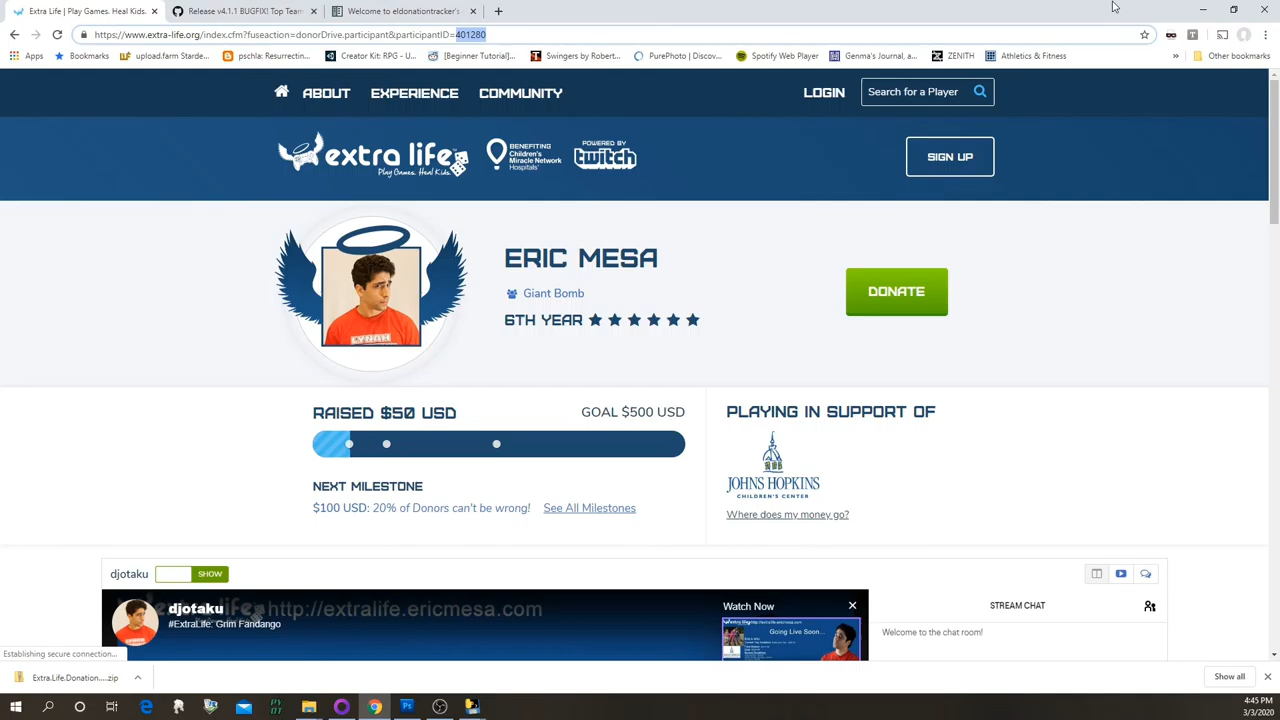 Extra Life | Play Games. Heal Kids.
Release v4.1.1 BUGFIX! Top Team
Welcome to eldonationtracker's
https://www.extra-life.org/index.cfm?fuseaction=donorDrive.participant&participantID=401280
Apps
Bookmarks
upload.farm Starda...
pschla: Resurrectin...
Creator Kit: RPG - U...
[Beginner Tutorial]...
Swingers by Robert...
PurePhoto | Discov...
Spotify Web Player
Genma's Journal, a...
ZENITH
Athletics & Fitness
»
Other bookmarks
ABOUT
EXPERIENCE
COMMUNITY
LOGIN
Search for a Player
extra life
Play Games. Heal Kids.
BENEFITING
Children's
Miracle Network
Hospitals
POWERED BY
twitch
SIGN UP
ERIC MESA
Giant Bomb
6TH YEAR
DONATE
LYNAH
RAISED $50 USD
GOAL $500 USD
NEXT MILESTONE
$100 USD: 20% of Donors can't be wrong! See All Milestones
PLAYING IN SUPPORT OF
JOHNS HOPKINS
CHILDREN'S CENTER
Where does my money go?
djotaku
SHOW
djotaku
http://extralife.ericmesa.com
#ExtraLife: Grim Fandango
Watch Now
Going Live Soon...
STREAM CHAT
Welcome to the chat room!
Establishing secure connection...
Extra.Life.Donation.....zip
Show all
4:45 PM
3/3/2020